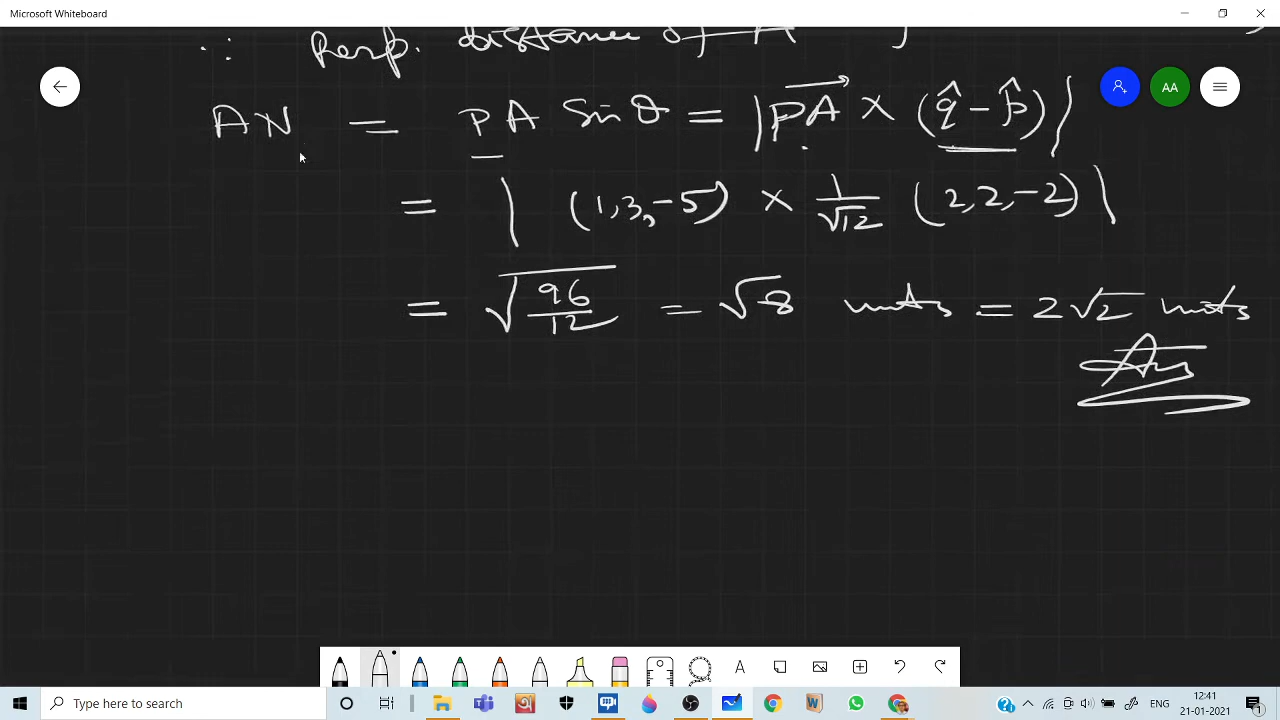 Microsoft Whiteboard
∴ Perp. distance of A
AN = PA Sin θ = |PA × (q̂ - p̂)|
= | (1,3,-5) × 1/√12 (2,2,-2) |
= √96/12 = √8 units = 2√2 units
Ans
AA
A
Type here to search
ENG
12:41
21-01-2021
1